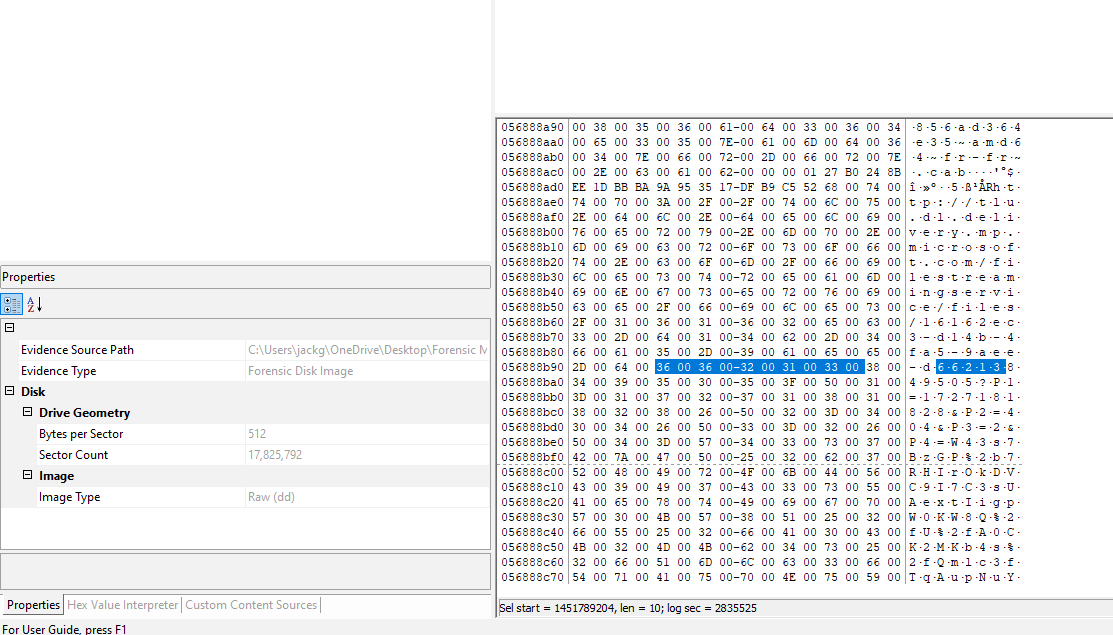 Properties
Evidence Source Path C:\Users\jackg\OneDrive\Desktop\Forensic M
Evidence Type Forensic Disk Image
Disk
Drive Geometry
Bytes per Sector 512
Sector Count 17,825,792
Image
Image Type Raw (dd)
Properties Hex Value Interpreter Custom Content Sources
For User Guide, press F1
056888a90 00 38 00 35 00 36 00 61-00 64 00 33 00 36 00 34 ·8·5·6·a·d·3·6·4
056888aa0 00 65 00 33 00 35 00 7E-00 61 00 6D 00 64 00 36 ·e·3·5·~·a·m·d·6
056888ab0 00 34 00 7E 00 66 00 72-00 2D 00 66 00 72 00 7E ·4·~·f·r·-·f·r·~
056888ac0 00 2E 00 63 00 61 00 62-00 00 00 01 27 B0 24 8B ·.·c·a·b····'°$·
056888ad0 EE 1D BB BA 9A 95 35 17-DF B9 C5 52 68 00 74 00 î·»º··5·ß¹ÅRh·t·
056888ae0 74 00 70 00 3A 00 2F 00-2F 00 74 00 6C 00 75 00 t·p·:·/·/·t·l·u·
056888af0 2E 00 64 00 6C 00 2E 00-64 00 65 00 6C 00 69 00 .·d·l·.·d·e·l·i·
056888b00 76 00 65 00 72 00 79 00-2E 00 6D 00 70 00 2E 00 v·e·r·y·.·m·p·.·
056888b10 6D 00 69 00 63 00 72 00-6F 00 73 00 6F 00 66 00 m·i·c·r·o·s·o·f·
056888b20 74 00 2E 00 63 00 6F 00-6D 00 2F 00 66 00 69 00 t·.·c·o·m·/·f·i·
056888b30 6C 00 65 00 73 00 74 00-72 00 65 00 61 00 6D 00 l·e·s·t·r·e·a·m·
056888b40 69 00 6E 00 67 00 73 00-65 00 72 00 76 00 69 00 i·n·g·s·e·r·v·i·
056888b50 63 00 65 00 2F 00 66 00-69 00 6C 00 65 00 73 00 c·e·/·f·i·l·e·s·
056888b60 2F 00 31 00 36 00 31 00-36 00 32 00 65 00 63 00 /·1·6·1·6·2·e·c·
056888b70 33 00 2D 00 64 00 31 00-34 00 62 00 2D 00 34 00 3·-·d·1·4·b·-·4·
056888b80 66 00 61 00 35 00 2D 00-39 00 61 00 65 00 65 00 f·a·5·-·9·a·e·e·
056888b90 2D 00 64 00 36 00 36 00-32 00 31 00 33 00 38 00 -·d·6·6·2·1·3·8·
056888ba0 34 00 39 00 35 00 30 00-35 00 3F 00 50 00 31 00 4·9·5·0·5·?·P·1·
056888bb0 3D 00 31 00 37 00 32 00-37 00 31 00 38 00 31 00 =·1·7·2·7·1·8·1·
056888bc0 38 00 32 00 38 00 26 00-50 00 32 00 3D 00 34 00 8·2·8·&·P·2·=·4·
056888bd0 30 00 34 00 26 00 50 00-33 00 3D 00 32 00 26 00 0·4·&·P·3·=·2·&·
056888be0 50 00 34 00 3D 00 57 00-34 00 33 00 73 00 37 00 P·4·=·W·4·3·s·7·
056888bf0 42 00 7A 00 47 00 50 00-25 00 32 00 62 00 37 00 B·z·G·P·%·2·b·7·
056888c00 52 00 48 00 49 00 72 00-4F 00 6B 00 44 00 56 00 R·H·I·r·O·k·D·V·
056888c10 43 00 39 00 49 00 37 00-43 00 33 00 73 00 55 00 C·9·I·7·C·3·s·U·
056888c20 41 00 65 00 78 00 74 00-49 00 69 00 67 00 70 00 A·e·x·t·I·i·g·p·
056888c30 57 00 30 00 4B 00 57 00-38 00 51 00 25 00 32 00 W·0·K·W·8·Q·%·2·
056888c40 66 00 55 00 25 00 32 00-66 00 41 00 30 00 43 00 f·U·%·2·f·A·0·C·
056888c50 4B 00 32 00 4D 00 4B 00-62 00 34 00 73 00 25 00 K·2·M·K·b·4·s·%·
056888c60 32 00 66 00 51 00 6D 00-6C 00 63 00 33 00 66 00 2·f·Q·m·l·c·3·f·
056888c70 54 00 71 00 41 00 75 00-70 00 4E 00 75 00 59 00 T·q·A·u·p·N·u·Y·
Sel start = 1451789204, len = 10; log sec = 2835525